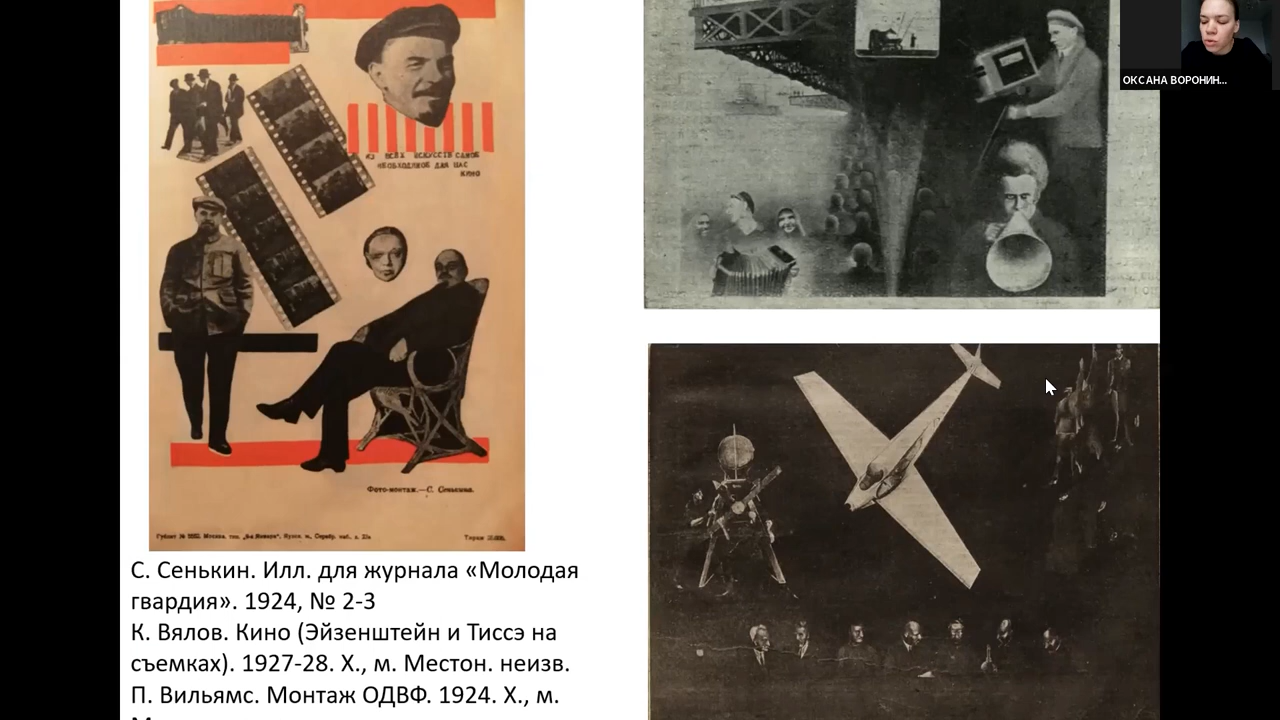 ОКСАНА ВОРОНИН...
ИЗ ВСЕХ ИСКУССТВ САМОЕ
НЕОБХОДИМОЕ ДЛЯ НАС
КИНО
Фото-монтаж.—С. Сенькина.
С. Сенькин. Илл. для журнала «Молодая
гвардия». 1924, № 2-3
К. Вялов. Кино (Эйзенштейн и Тиссэ на
съемках). 1927-28. Х., м. Местон. неизв.
П. Вильямс. Монтаж ОДВФ. 1924. Х., м.